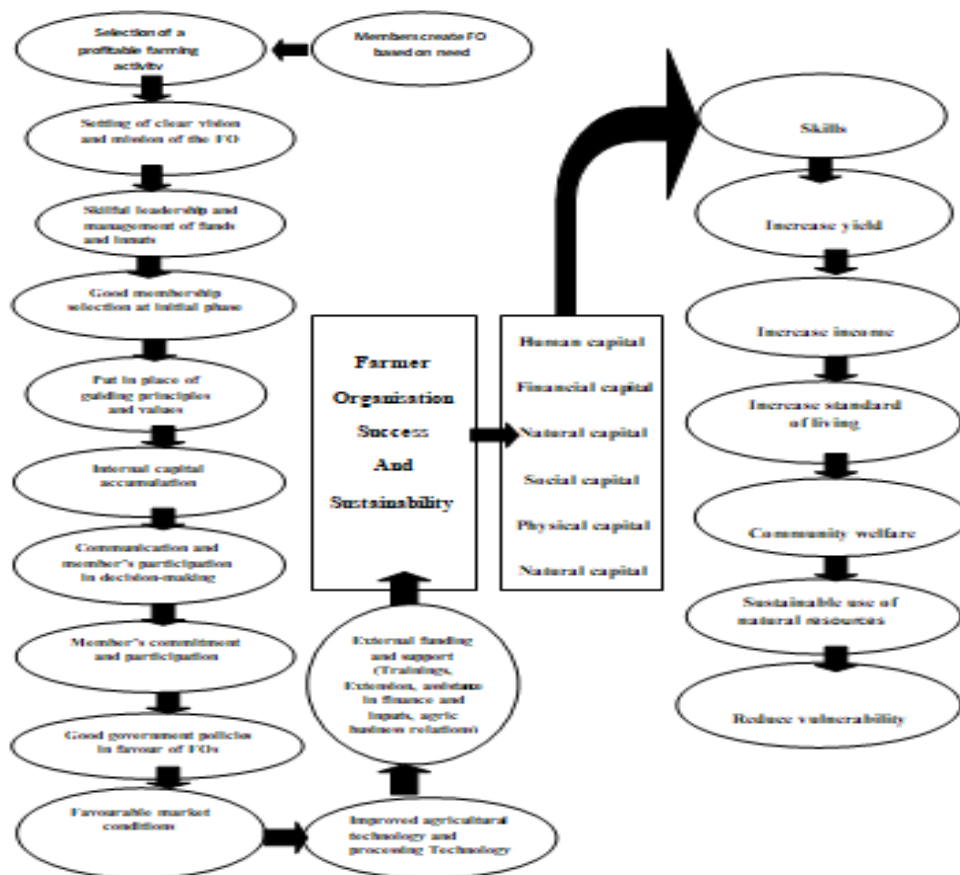 Members create FO
based on need
Selection of a
profitable farming
activity
Setting of clear vision
and mission of the FO
Skillful leadership and
management of funds
and inputs
Good membership
selection at initial phase
Put in place of
guiding principles
and values
Internal capital
accumulation
Communication and
member's participation
in decision-making
Member's commitment
and participation
Good government policies
in favour of FOs
Favourable market
conditions
Improved agricultural
technology and
processing Technology
External funding
and support
(Trainings,
Extension, assistance
in finance and
inputs, agric
business relations)
Farmer
Organisation
Success
And
Sustainability
Human capital
Financial capital
Natural capital
Social capital
Physical capital
Natural capital
Skills
Increase yield
Increase income
Increase standard
of living
Community welfare
Sustainable use of
natural resources
Reduce vulnerability